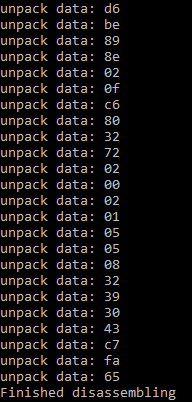 unpack data: d6
unpack data: be
unpack data: 89
unpack data: 8e
unpack data: 02
unpack data: 0f
unpack data: c6
unpack data: 80
unpack data: 32
unpack data: 72
unpack data: 02
unpack data: 00
unpack data: 02
unpack data: 01
unpack data: 05
unpack data: 05
unpack data: 08
unpack data: 32
unpack data: 39
unpack data: 30
unpack data: 43
unpack data: c7
unpack data: fa
unpack data: 65
Finished disassembling